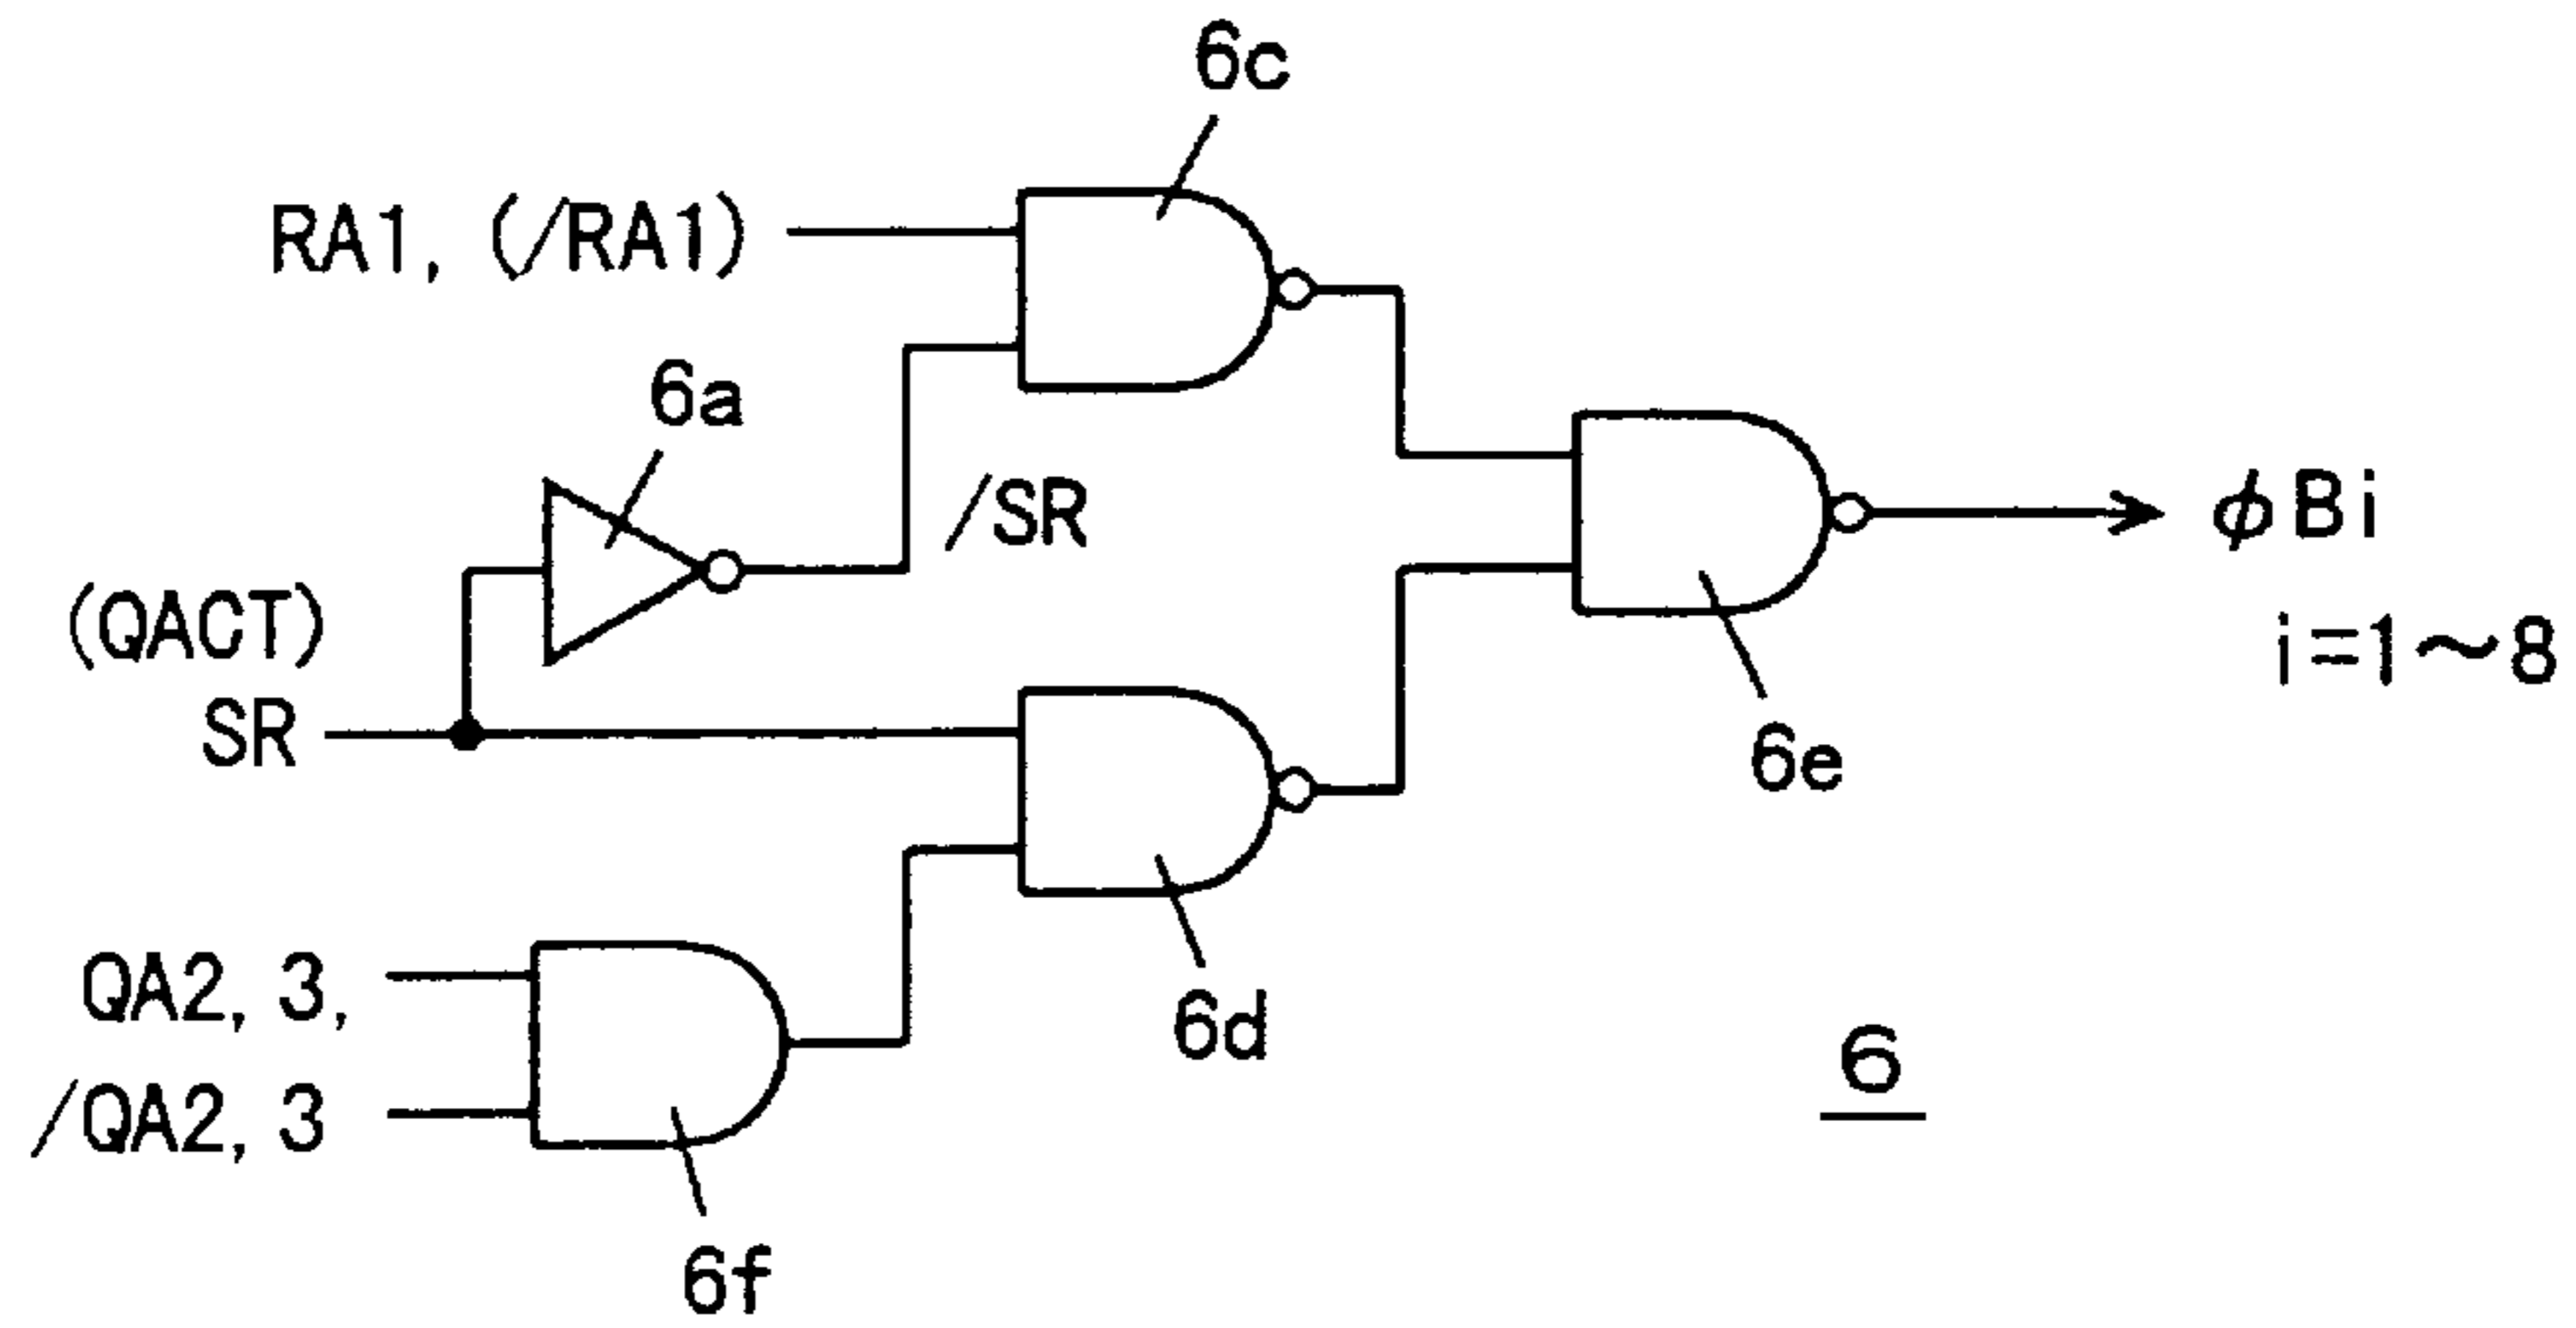 6c
RA1, (/RA1)
6a
/SR
(QACT)
SR
φBi
i=1~8
6e
6d
QA2, 3,
/QA2, 3
6
6f